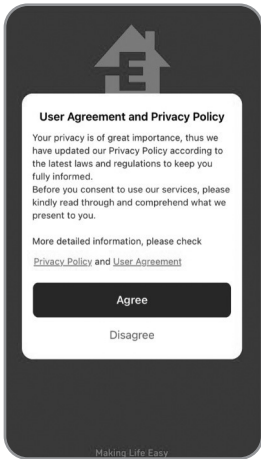 E
User Agreement and Privacy Policy
Your privacy is of great importance, thus we
have updated our Privacy Policy according to
the latest laws and regulations to keep you
fully informed.
Before you consent to use our services, please
kindly read through and comprehend what we
present to you.
More detailed information, please check
Privacy Policy and User Agreement
Agree
Disagree
Making Life Easy